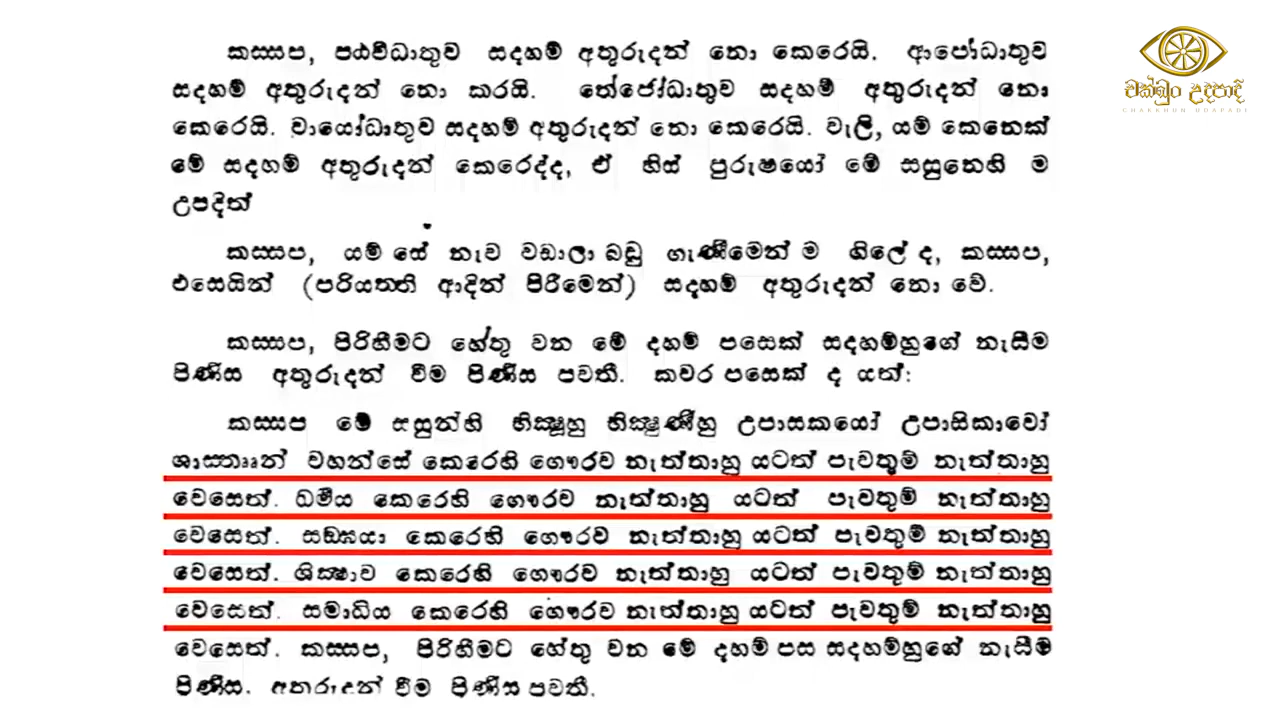 කස්සප, පඨවීධාතුව සදහම් අතුරුදන් නො කෙරෙයි. ආපෝධාතුව
සදහම් අතුරුදන් නො කරයි. තේජෝධාතුව සදහම් අතුරුදන් නො
කෙරෙයි. වායෝධාතුව සදහම් අතුරුදන් නො කෙරෙයි. වැලි, යම් කෙනෙක්
මේ සදහම් අතුරුදන් කෙරෙද්ද, ඒ හිස් පුරුෂයෝ මේ සසුනෙහි ම
උපදිත්
කස්සප, යම් සේ නැව වඩාලා බඩු ගැණීමෙන් ම ගිලේ ද, කස්සප,
එසෙයින් (පරියත්ති ආදින් පිරීමෙන්) සදහම් අතුරුදන් නො වේ.
කස්සප, පිරිහීමට හේතු වන මේ දහම් පසෙක් සදහම්හුගේ නැසීම
පිණිස අතුරුදන් වීම පිණිස පවතී. කවර පසෙක් ද යත්:
කස්සප මේ සසුන්හි භික්ෂූහු භික්ෂුණීහු උපාසකයෝ උපාසිකාවෝ
ශාස්තෲන් වහන්සේ කෙරෙහි ගෞරව නැත්තාහු යටත් පැවතුම් නැත්තාහු
වෙසෙත්. ධර්මය කෙරෙහි ගෞරව නැත්තාහු යටත් පැවතුම් නැත්තාහු
වෙසෙත්. සඞ්ඝයා කෙරෙහි ගෞරව නැත්තාහු යටත් පැවතුම් නැත්තාහු
වෙසෙත්. ශික්ෂාව කෙරෙහි ගෞරව නැත්තාහු යටත් පැවතුම් නැත්තාහු
වෙසෙත්. සමාධිය කෙරෙහි ගෞරව නැත්තාහු යටත් පැවතුම් නැත්තාහු
වෙසෙත්. කස්සප, පිරිහීමට හේතු වන මේ දහම් පස සදහම්හුගේ නැසීම
පිණිස. අතුරුදන් වීම පිණිස පවතී.
චක්ඛුං උදපාදි
CHAKKHUN UDAPADI